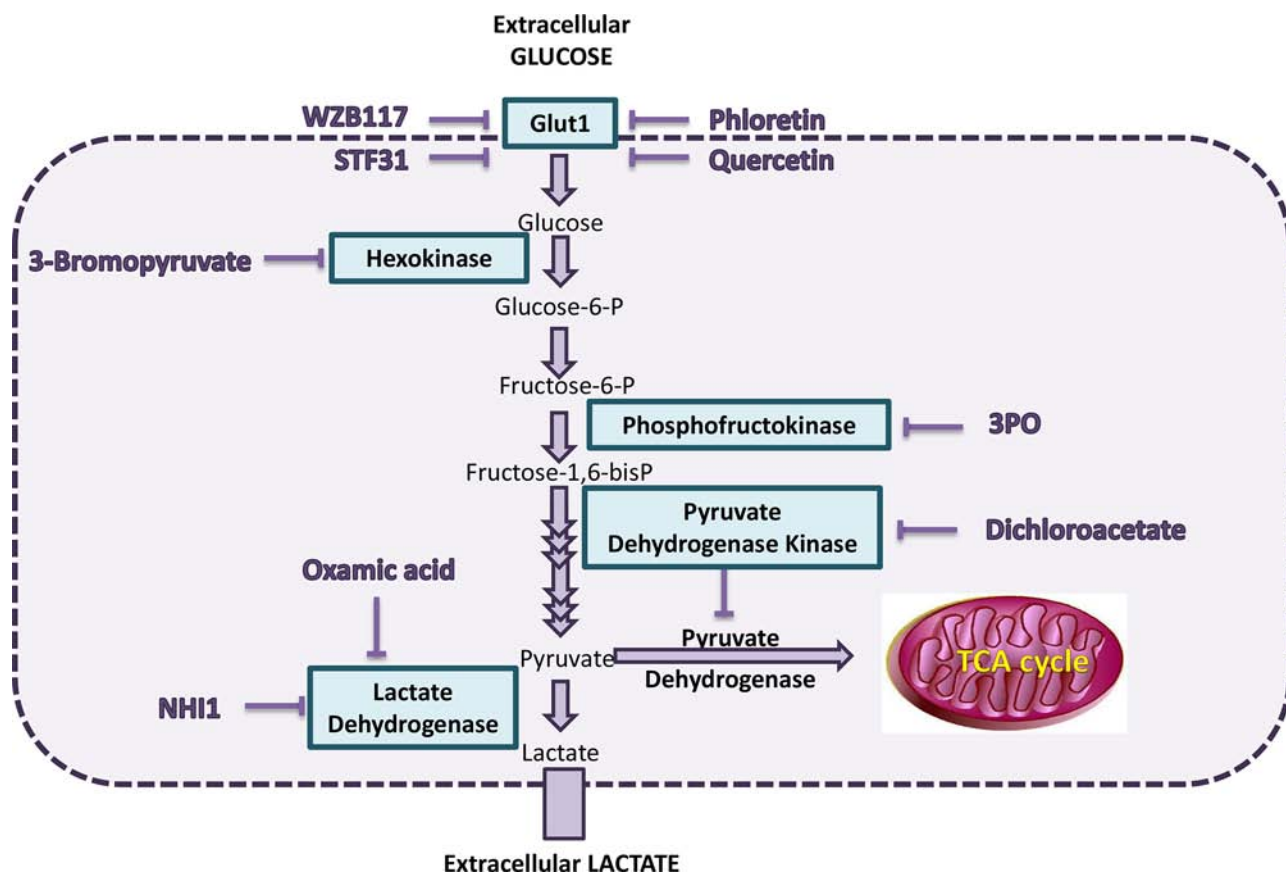 Extracellular
GLUCOSE
WZB117
Glut1
Phloretin
STF31
Quercetin
Glucose
3-Bromopyruvate
Hexokinase
Glucose-6-P
Fructose-6-P
Phosphofructokinase
3PO
Fructose-1,6-bisP
Pyruvate
Dehydrogenase Kinase
Dichloroacetate
Oxamic acid
Pyruvate
Dehydrogenase
TCA cycle
Pyruvate
Lactate
Dehydrogenase
NHI1
Lactate
Extracellular LACTATE